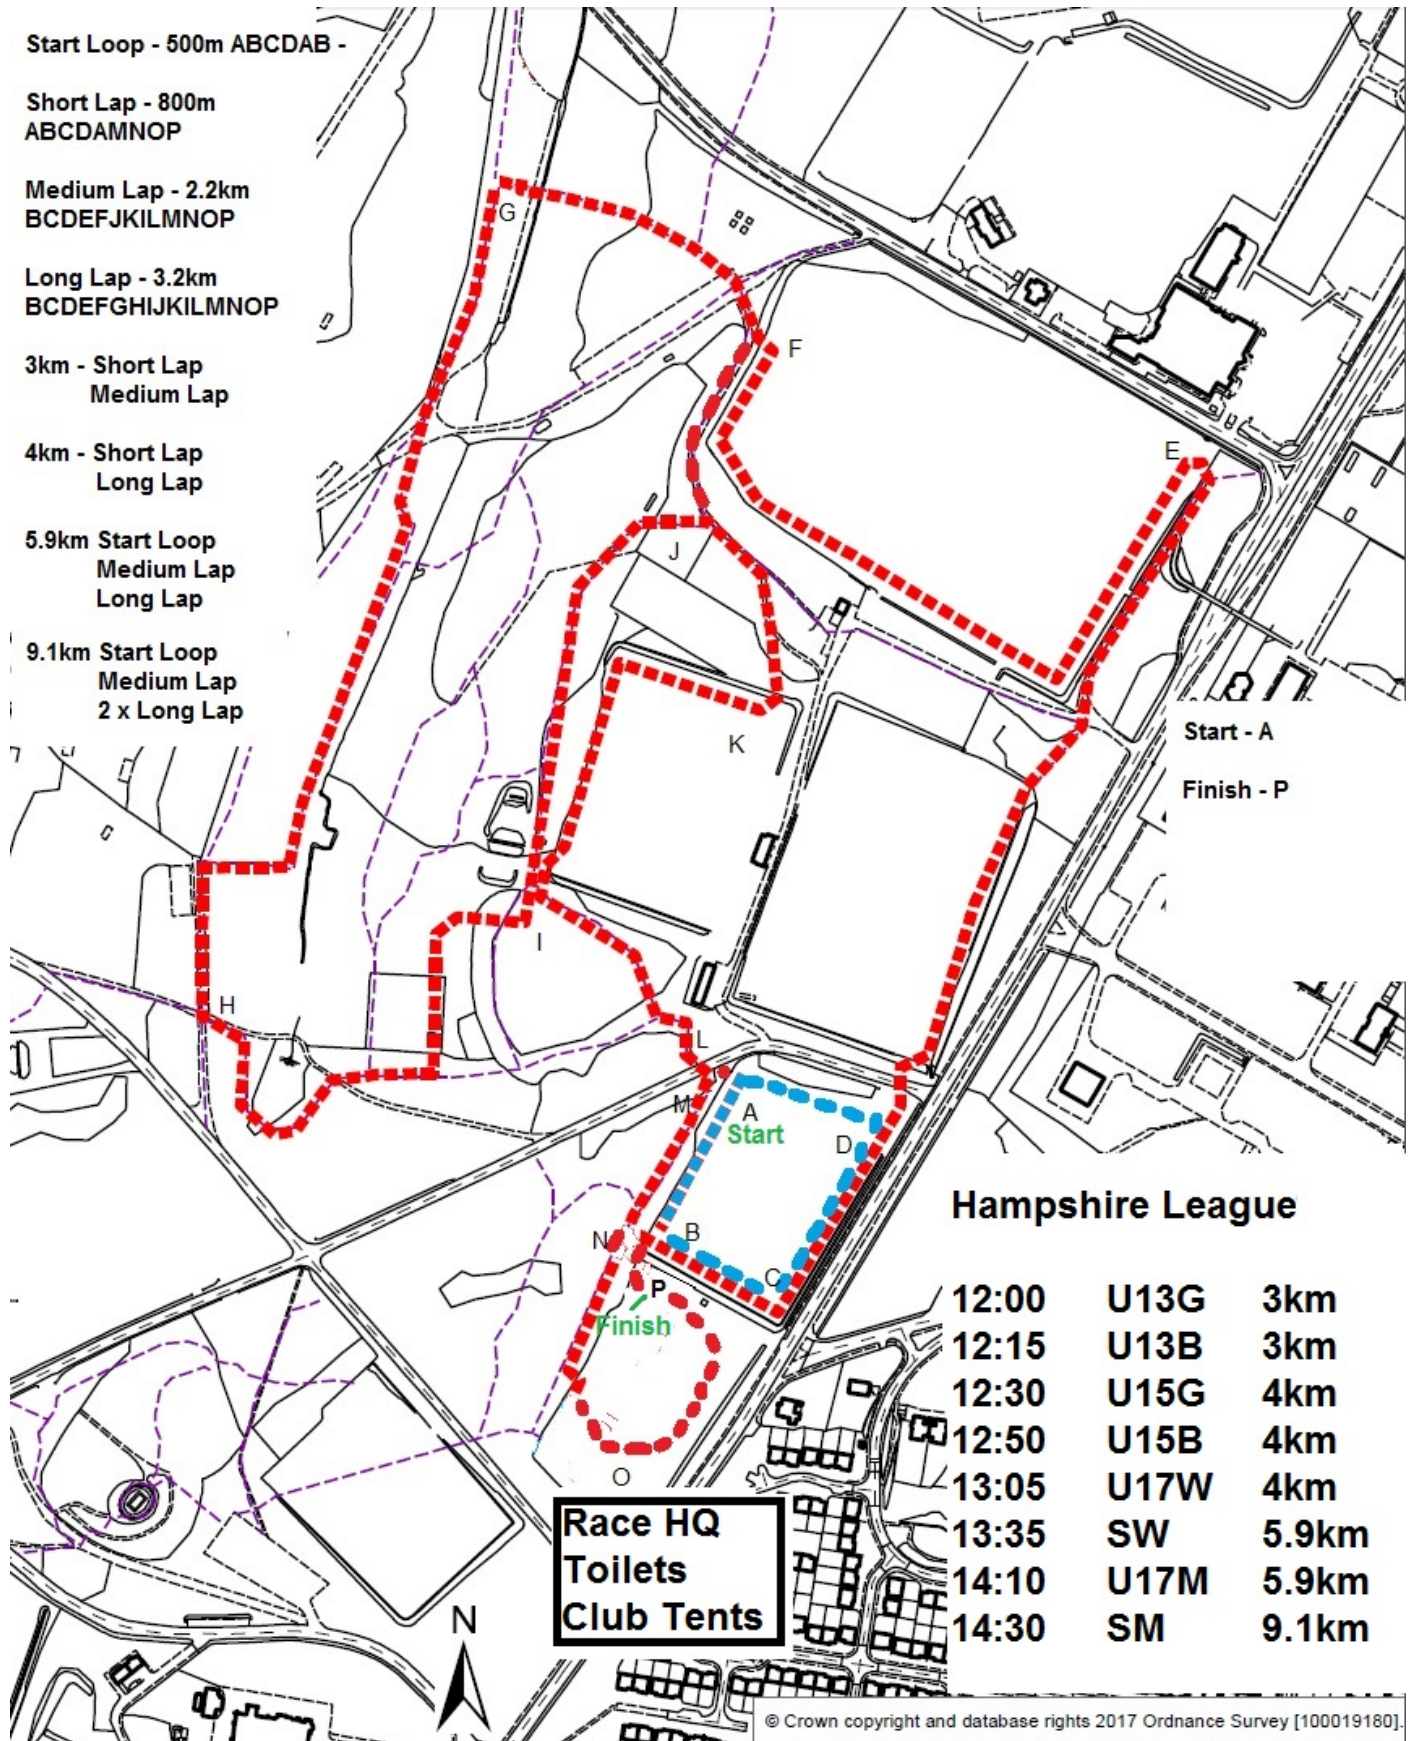 Start Loop - 500m ABCDAB -
Short Lap - 800m
ABCDAMNOP
Medium Lap - 2.2km
BCDEFJKILMNOP
Long Lap - 3.2km
BCDEFGHIJKILMNOP
3km - Short Lap
Medium Lap
4km - Short Lap
Long Lap
5.9km Start Loop
Medium Lap
Long Lap
9.1km Start Loop
Medium Lap
2 x Long Lap
G
F
E
J
K
Start - A
Finish - P
I
H
L
M
A
Start
D
B
N
C
P
Finish
O
Hampshire League
12:00 U13G 3km
12:15 U13B 3km
12:30 U15G 4km
12:50 U15B 4km
13:05 U17W 4km
13:35 SW 5.9km
14:10 U17M 5.9km
14:30 SM 9.1km
Race HQ
Toilets
Club Tents
N
© Crown copyright and database rights 2017 Ordnance Survey [100019180].